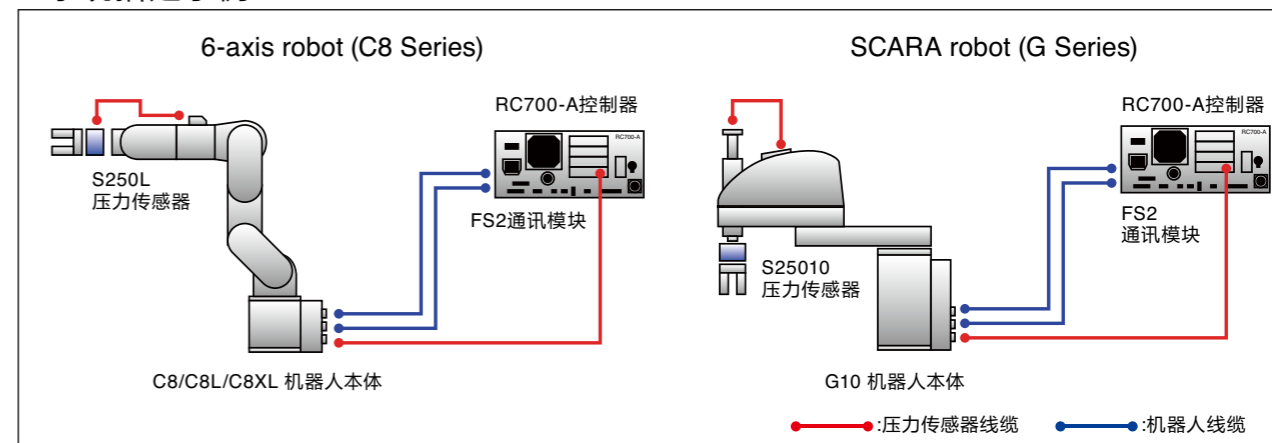 6-axis robot (C8 Series)
RC700-A控制器
RC700-A
S250L
压力传感器
FS2通讯模块
C8/C8L/C8XL 机器人本体
SCARA robot (G Series)
RC700-A控制器
RC700-A
FS2
通讯模块
S25010
压力传感器
G10 机器人本体
:压力传感器线缆
:机器人线缆